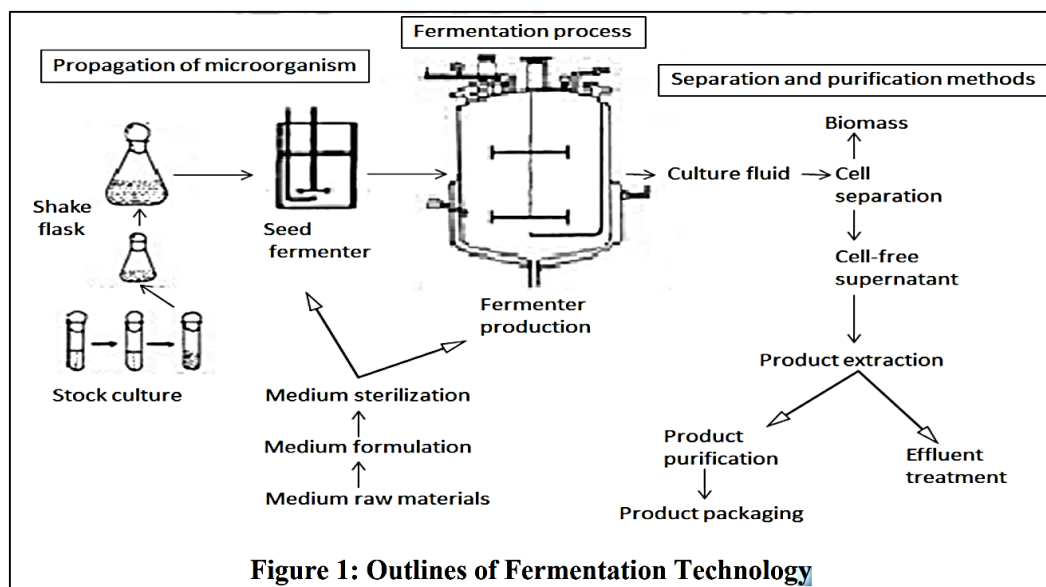 Fermentation process
Propagation of microorganism
Separation and purification methods
Shake
flask
Stock culture
Seed
fermenter
Fermenter
production
Medium sterilization
Medium formulation
Medium raw materials
Culture fluid
Biomass
Cell
separation
Cell-free
supernatant
Product extraction
Product
purification
Product packaging
Effluent
treatment
Figure 1: Outlines of Fermentation Technology